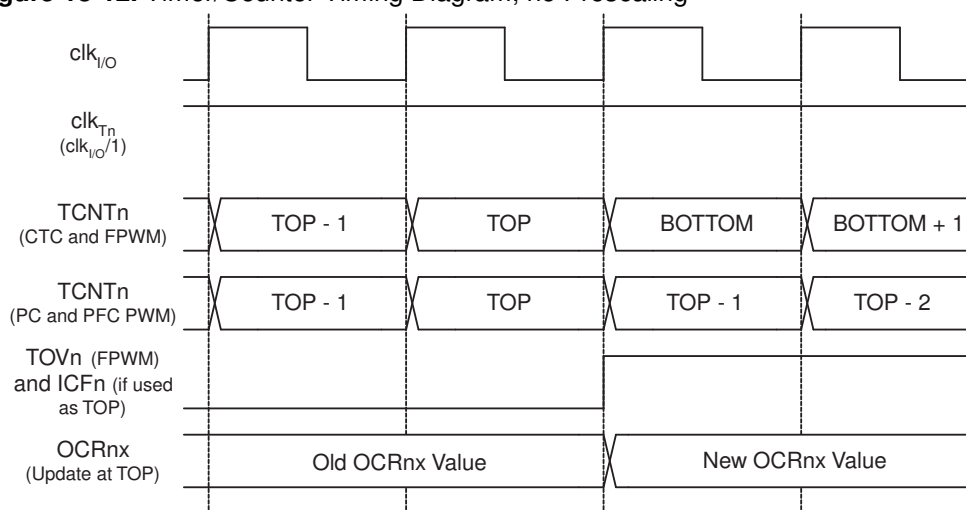 Timer/Counter Timing Diagram, no Prescaling
clkI/O
clkTn
(clkI/O/1)
TCNTn
(CTC and FPWM)
TOP - 1
TOP
BOTTOM
BOTTOM + 1
TCNTn
(PC and PFC PWM)
TOP - 1
TOP
TOP - 1
TOP - 2
TOVn (FPWM)
and ICFn (if used
as TOP)
OCRnx
(Update at TOP)
Old OCRnx Value
New OCRnx Value